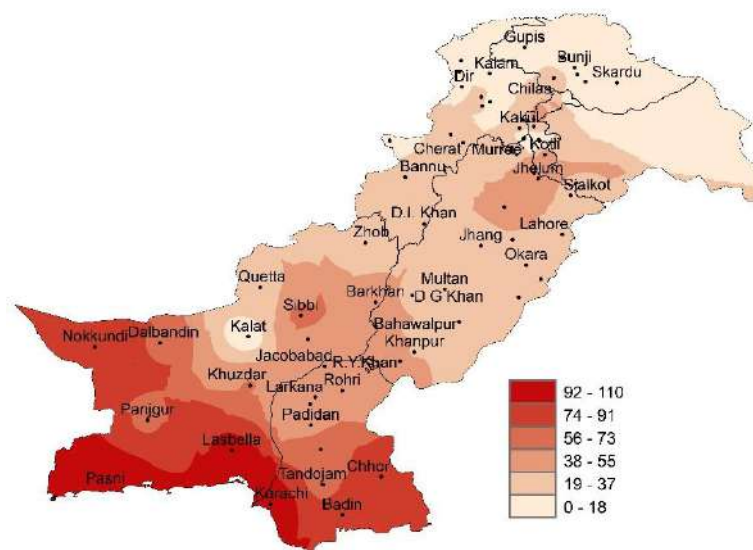 Gupis
Bunji
Kalam
Skardu
Dir
Chilas
Kakul
Cherat
Murree
Kotli
Bannu
Jhelum
Sialkot
D.I. Khan
Zhob
Jhang
Lahore
Okara
Quetta
Multan
Barkhan
D G Khan
Sibbi
Nokkundi
Dalbandin
Kalat
Bahawalpur
Khanpur
Jacobabad
R.Y.Khan
Khuzdar
Rohri
Larkana
Panjgur
Padidan
Lasbella
Pasni
Tandojam
Chhor
Karachi
Badin
92 - 110
74 - 91
56 - 73
38 - 55
19 - 37
0 - 18